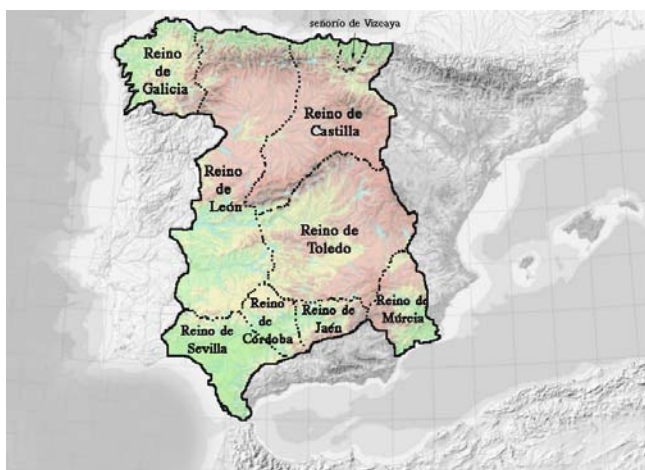 señorío de Vizcaya
Reino
de
Galicia
Reino de
Castilla
Reino
de
León
Reino de
Toledo
Reino de
Múrcia
Reino
de
Córdoba
Reino de
Jaén
Reino de
Sevilla